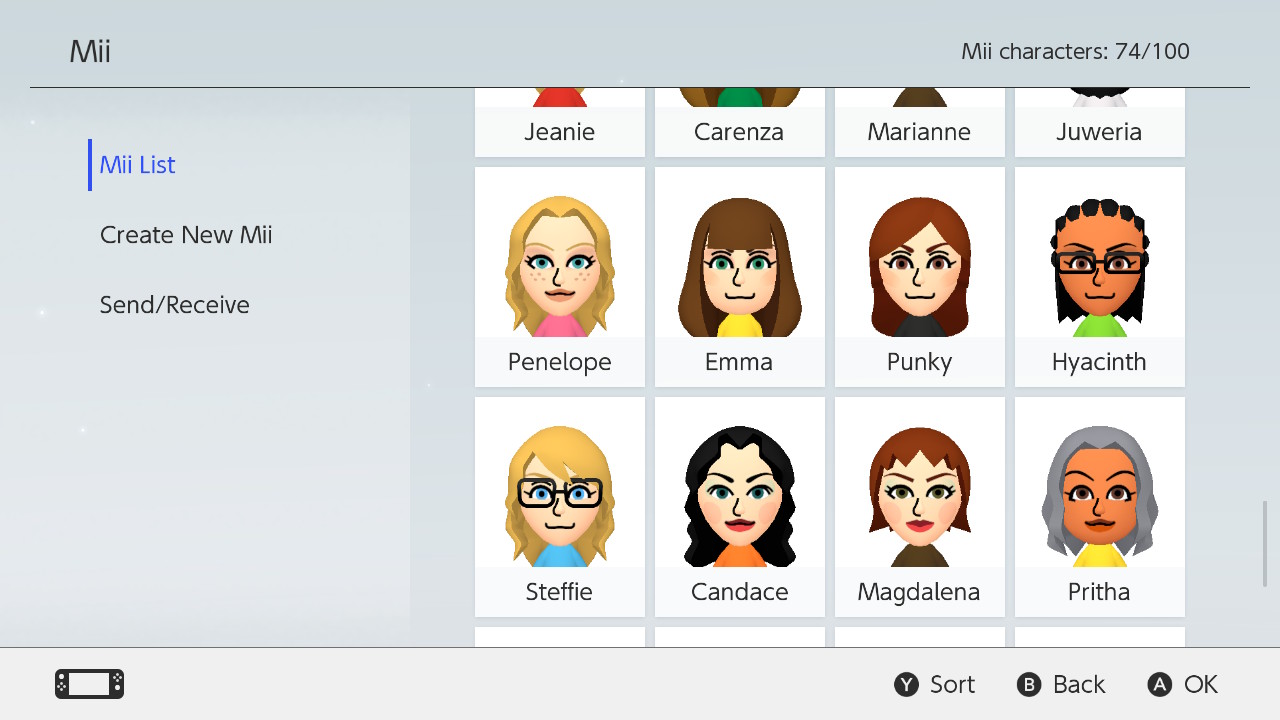 Mii
Mii characters: 74/100
Mii List
Create New Mii
Send/Receive
Jeanie
Carenza
Marianne
Juweria
Penelope
Emma
Punky
Hyacinth
Steffie
Candace
Magdalena
Pritha
Y Sort
B Back
A OK